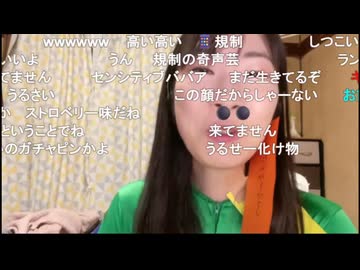 wwwwww 高い高い 規制 しつこい
いいよ うん 規制の奇声芸 ラン
てません センシティブババア まだ生きてるぞ
うるさい この顔だからしゃーない お
ストロベリー味だね
ということでね 来てません
のガチャピンかよ うるせー化け物